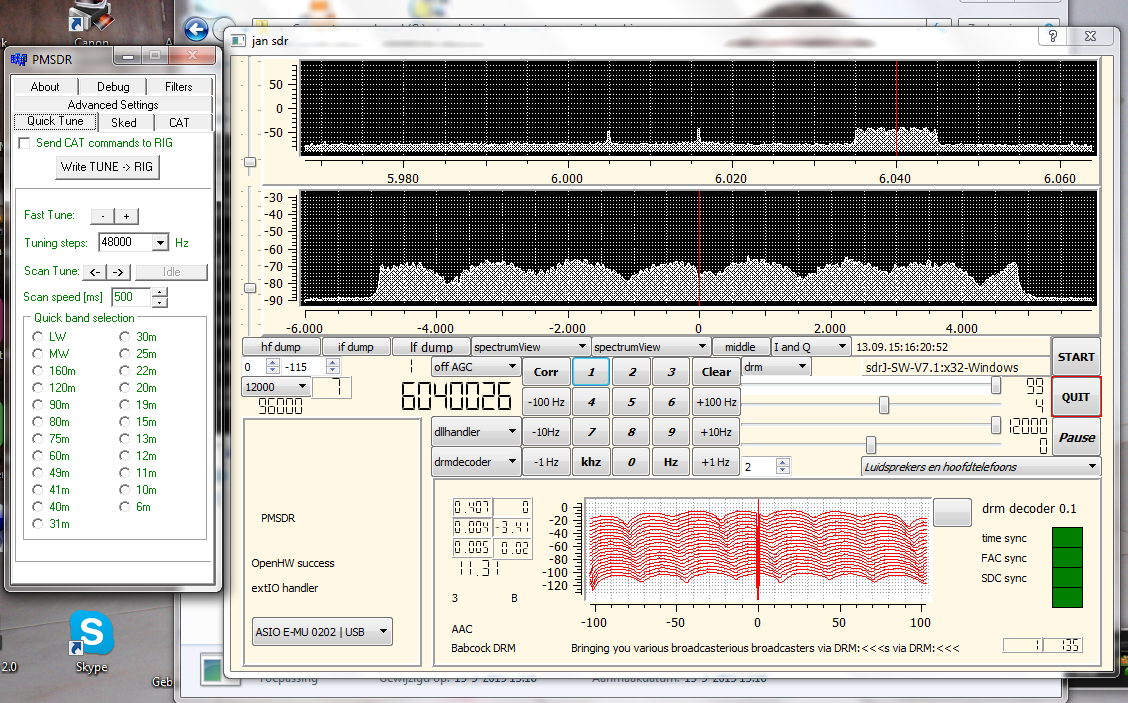 Canon
PMSDR
About Debug Filters
Advanced Settings
Quick Tune Sked CAT
Send CAT commands to RIG
Write TUNE -> RIG
Fast Tune: - +
Tuning steps: 48000 Hz
Scan Tune: <- -> Idle
Scan speed [ms] 500
Quick band selection
LW 30m
MW 25m
160m 22m
120m 20m
90m 19m
80m 15m
75m 13m
60m 12m
49m 11m
41m 10m
40m 6m
31m
Skype
2.0
Geb
jan sdr
?
50
0
-50
5.980 6.000 6.020 6.040 6.060
-30
-40
-50
-60
-70
-80
-90
-6.000 -4.000 -2.000 0 2.000 4.000
hf dump if dump lf dump spectrumView spectrumView middle I and Q 13.09.15:16:20:52
START
0 -115 1 off AGC Corr 1 2 3 Clear drm sdrJ-SW-V7.1:x32-Windows
12000 7 99
96000 6040026 -100 Hz 4 5 6 +100 Hz 4 QUIT
dllhandler -10Hz 7 8 9 +10Hz 12000
0 Pause
drmdecoder -1 Hz khz 0 Hz +1 Hz 2 Luidsprekers en hoofdtelefoons
PMSDR
OpenHW success
extIO handler
ASIO E-MU 0202 | USB
0.407 0
0.004 -3.41
0.005 0.02
11.31
3 B
AAC
Babcock DRM
0
-20
-40
-60
-80
-100
-120
-100 -50 0 50 100
drm decoder 0.1
time sync
FAC sync
SDC sync
Bringing you various broadcasterious broadcasters via DRM:<<<s via DRM:<<<
1 135
Toepassing Gewijzigd op: 13-9-2015 15:16 Aanmaakdatum: 13-9-2015 15:16